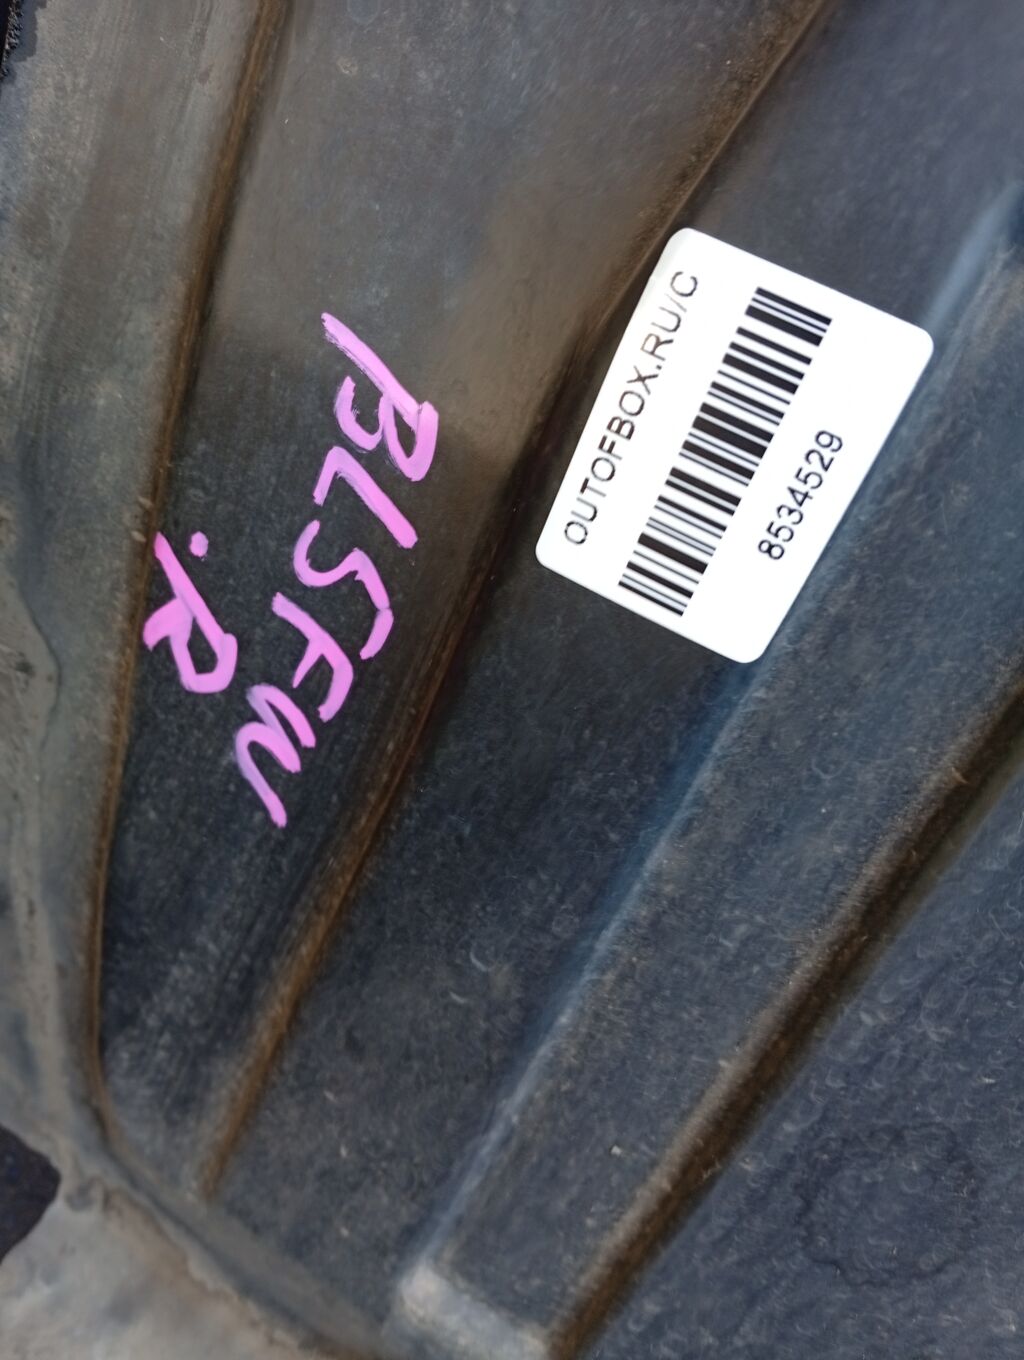 BL5FW
.R
OUTOFBOX.RU/C
8534529